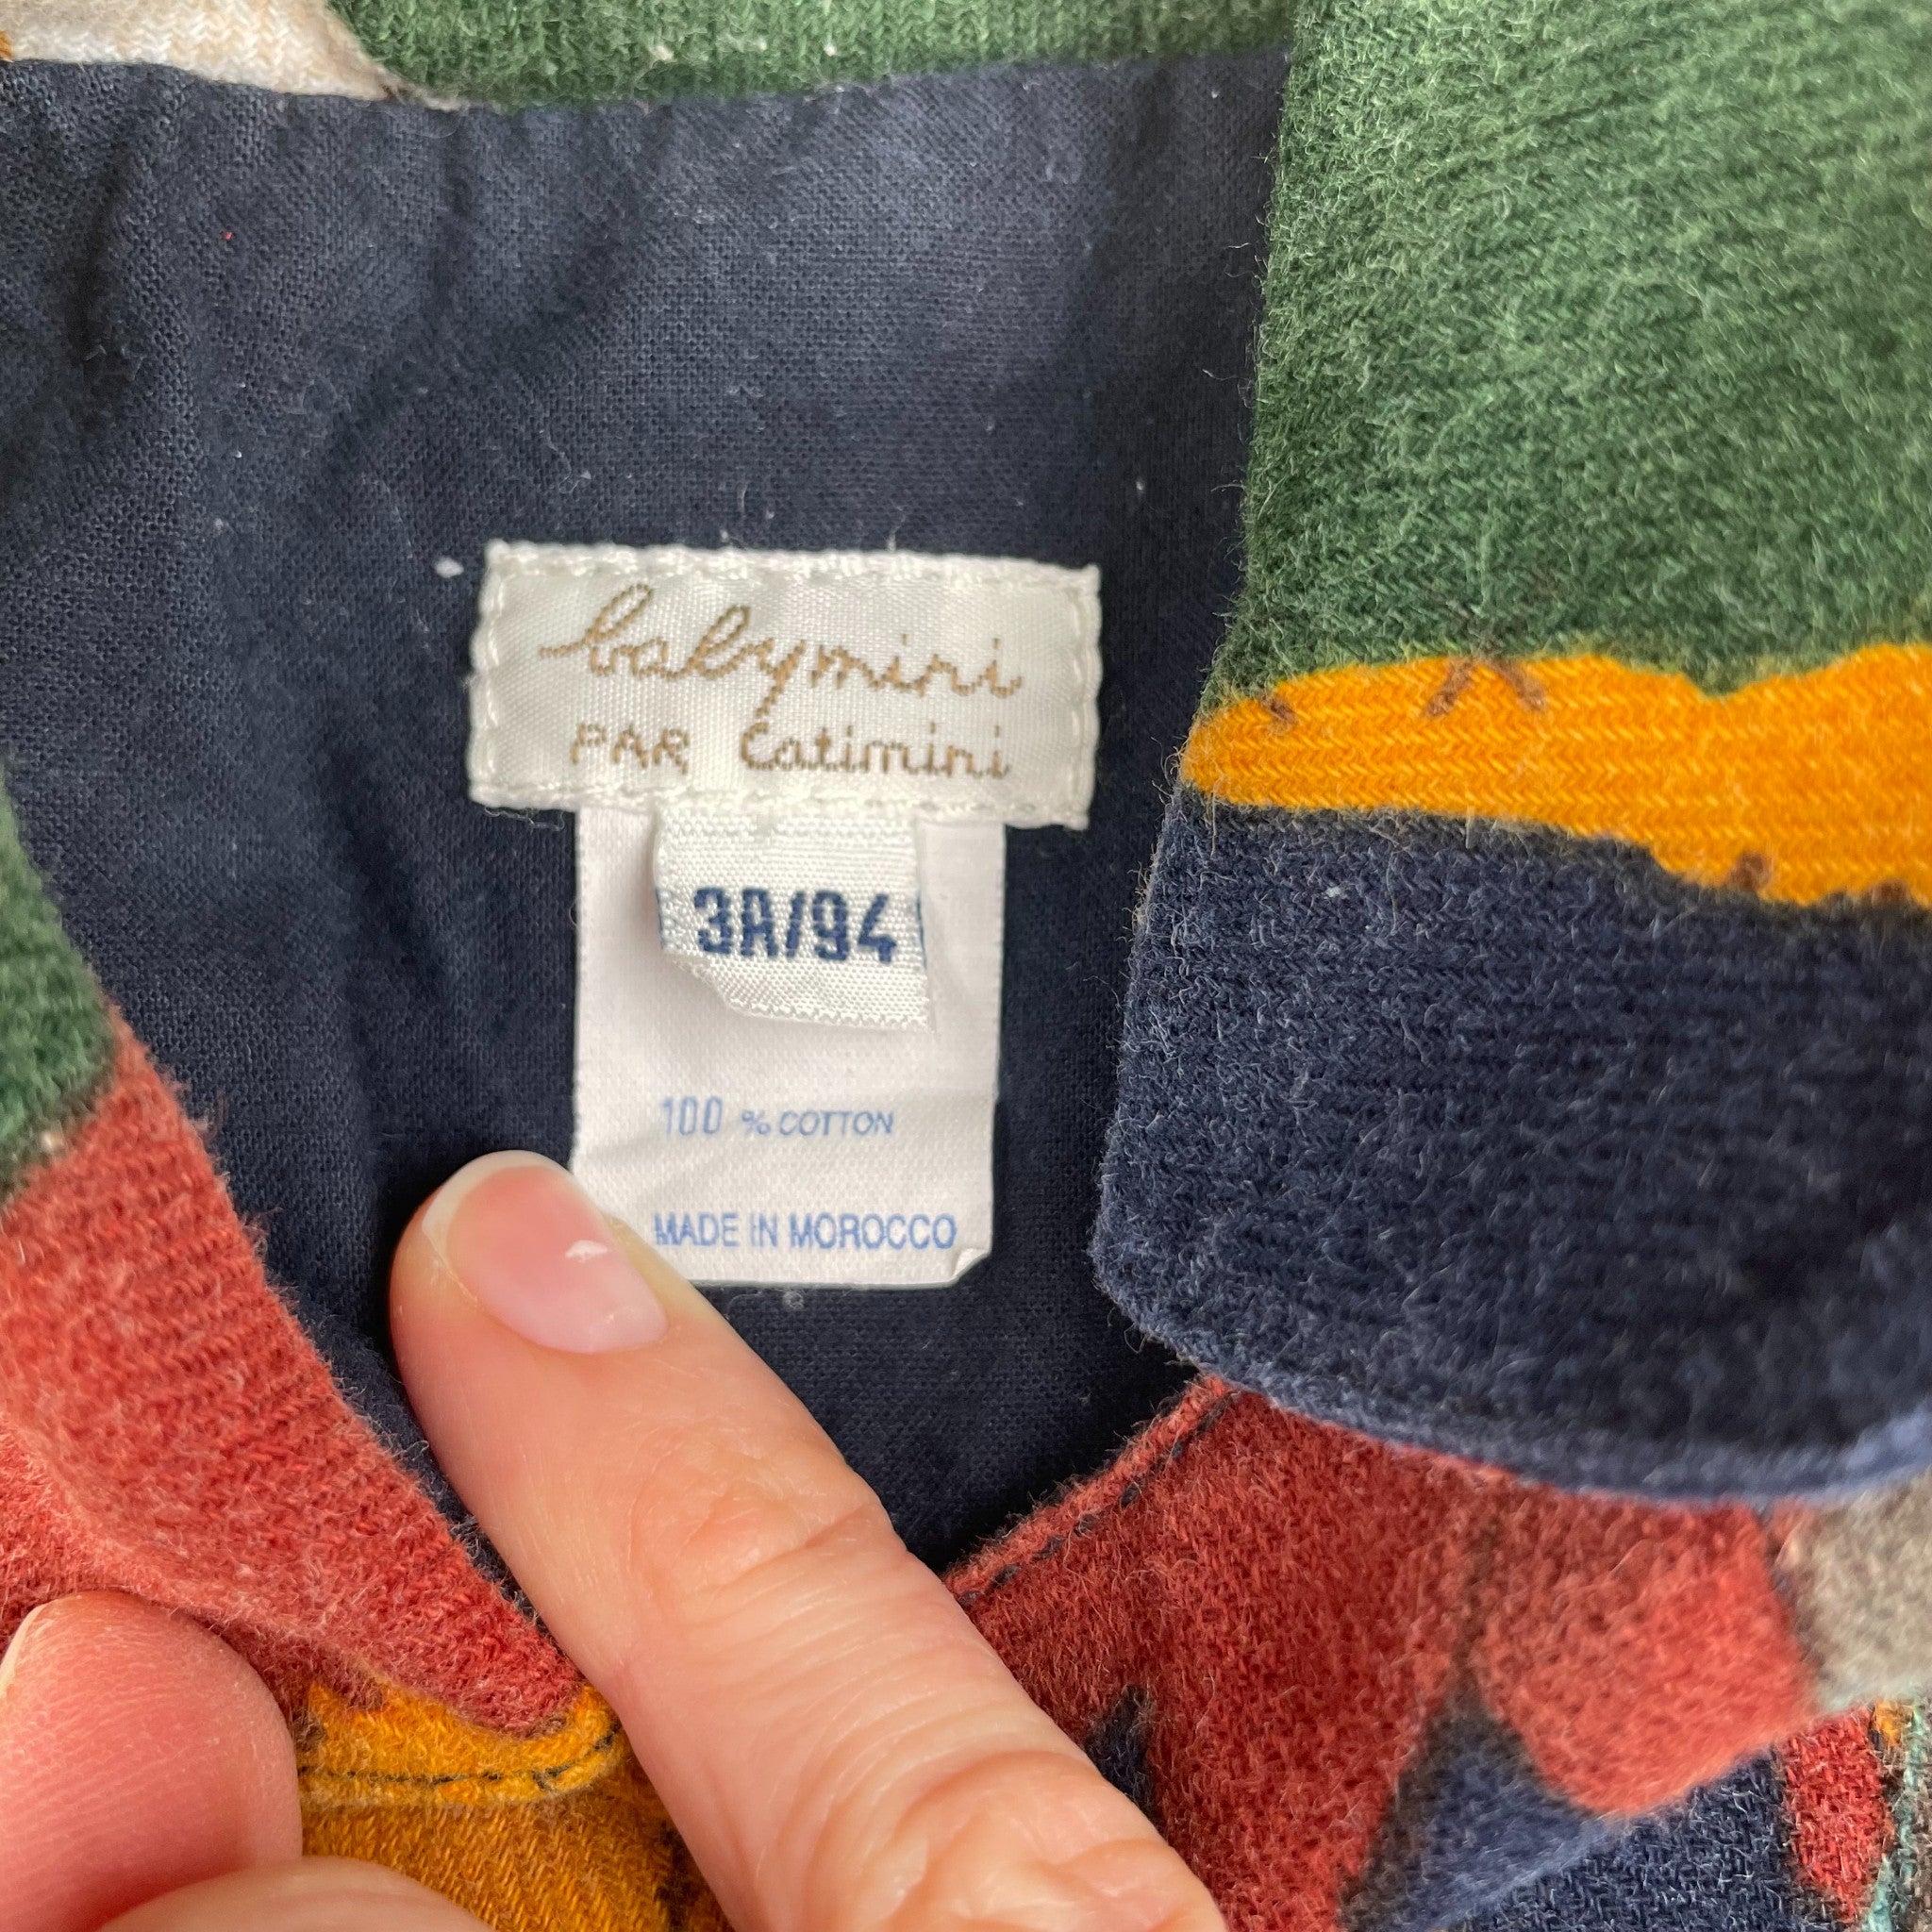 babymini
PAR Catimini
3A/94
100 % COTTON
MADE IN MOROCCO